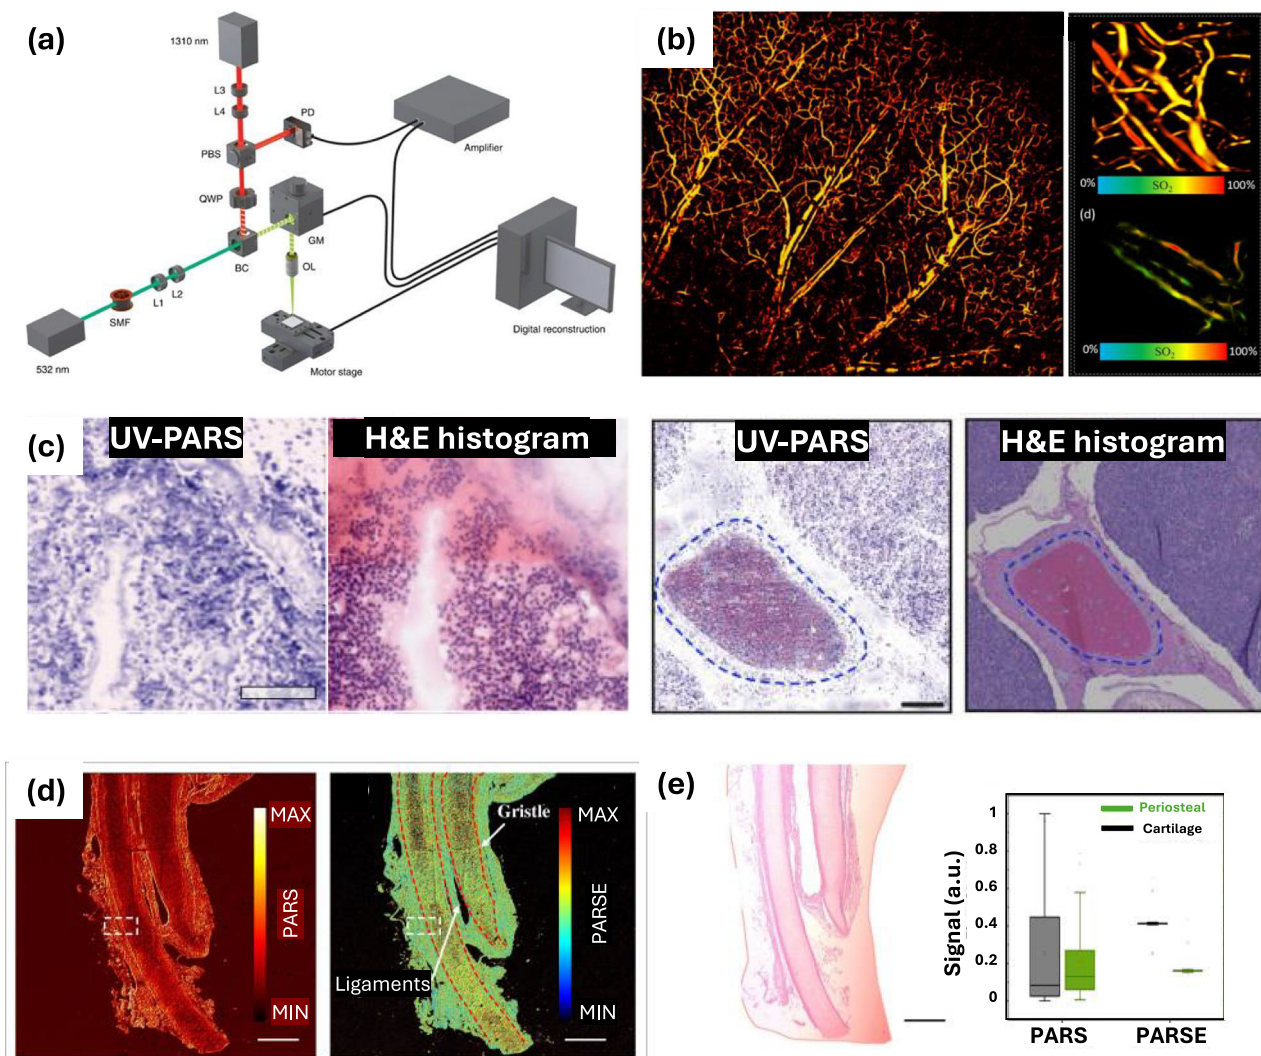 (a)
1310 nm
L3
L4
PBS
PD
Amplifier
QWP
GM
BC
OL
L1
L2
SMF
532 nm
Motor stage
Digital reconstruction
(b)
0%
SO2
100%
(d)
0%
SO2
100%
(c)
UV-PARS
H&E histogram
UV-PARS
H&E histogram
(d)
MAX
PARS
MIN
Gristle
Ligaments
MAX
PARSE
MIN
(e)
Signal (a.u.)
1
0.8
0.6
0.4
0.2
0
Periosteal
Cartilage
PARS
PARSE